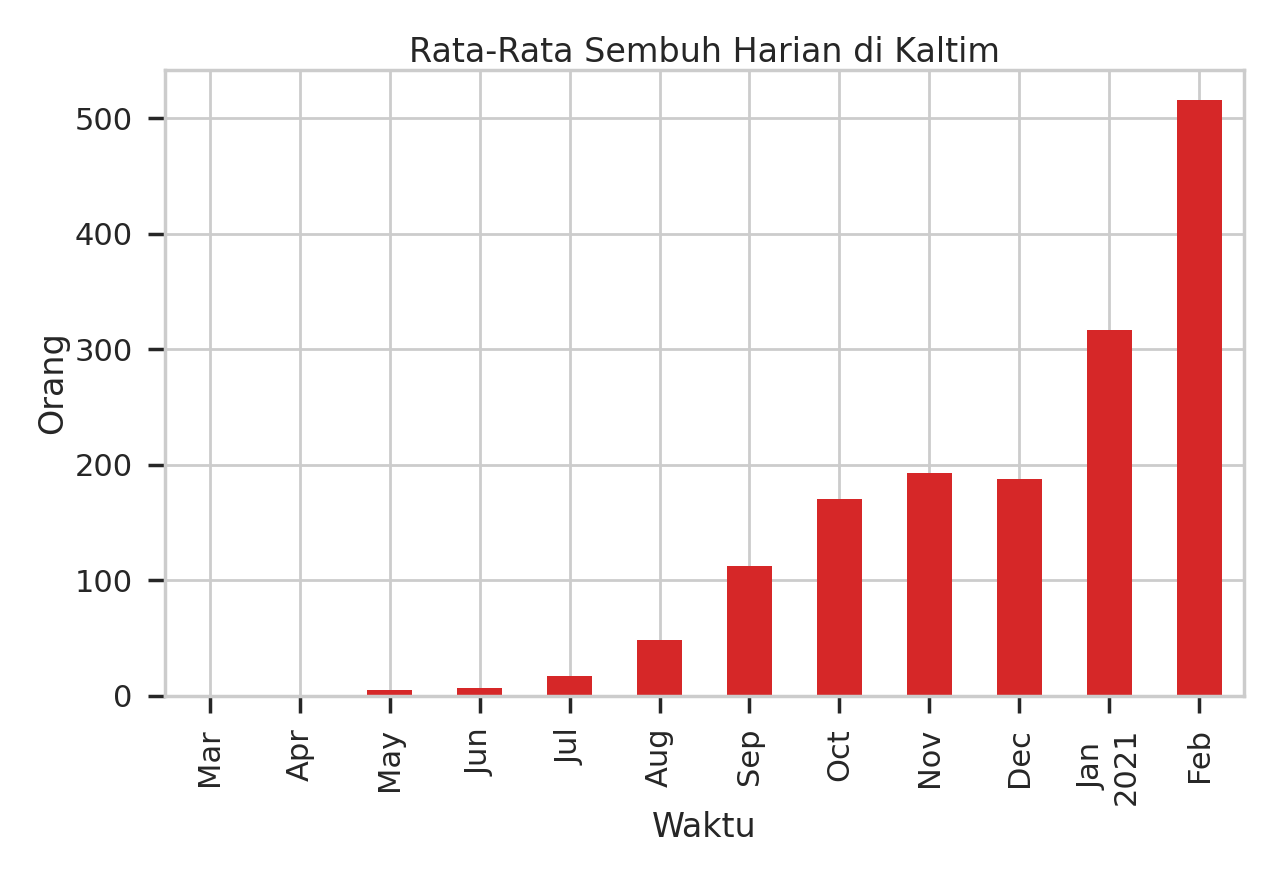 Rata-Rata Sembuh Harian di Kaltim
Orang
500
400
300
200
100
0
Mar
Apr
May
Jun
Jul
Aug
Sep
Oct
Nov
Dec
Jan
2021
Feb
Waktu